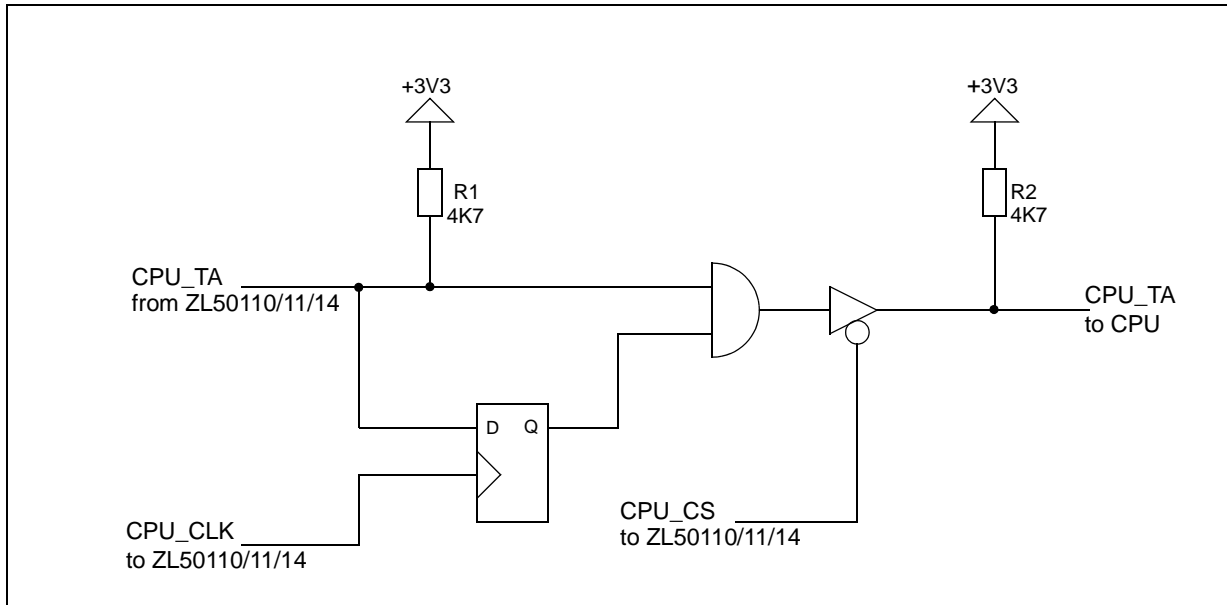 +3V3
+3V3
R1
4K7
R2
4K7
CPU_TA
from ZL50110/11/14
CPU_TA
to CPU
D Q
CPU_CLK
to ZL50110/11/14
CPU_CS
to ZL50110/11/14